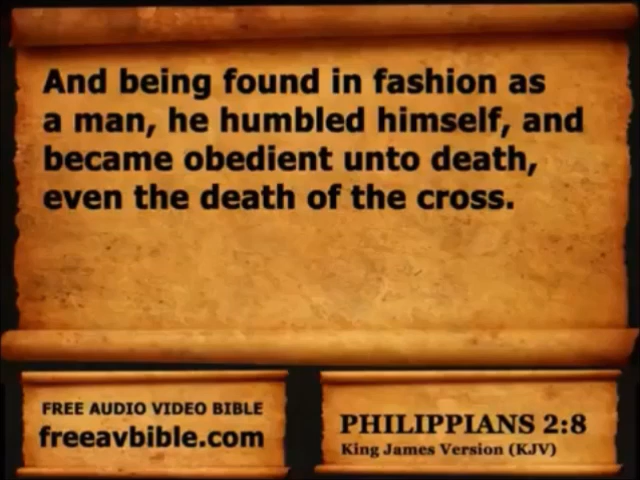 And being found in fashion as
a man, he humbled himself, and
became obedient unto death,
even the death of the cross.
FREE AUDIO VIDEO BIBLE
freeavbible.com
PHILIPPIANS 2:8
King James Version (KJV)